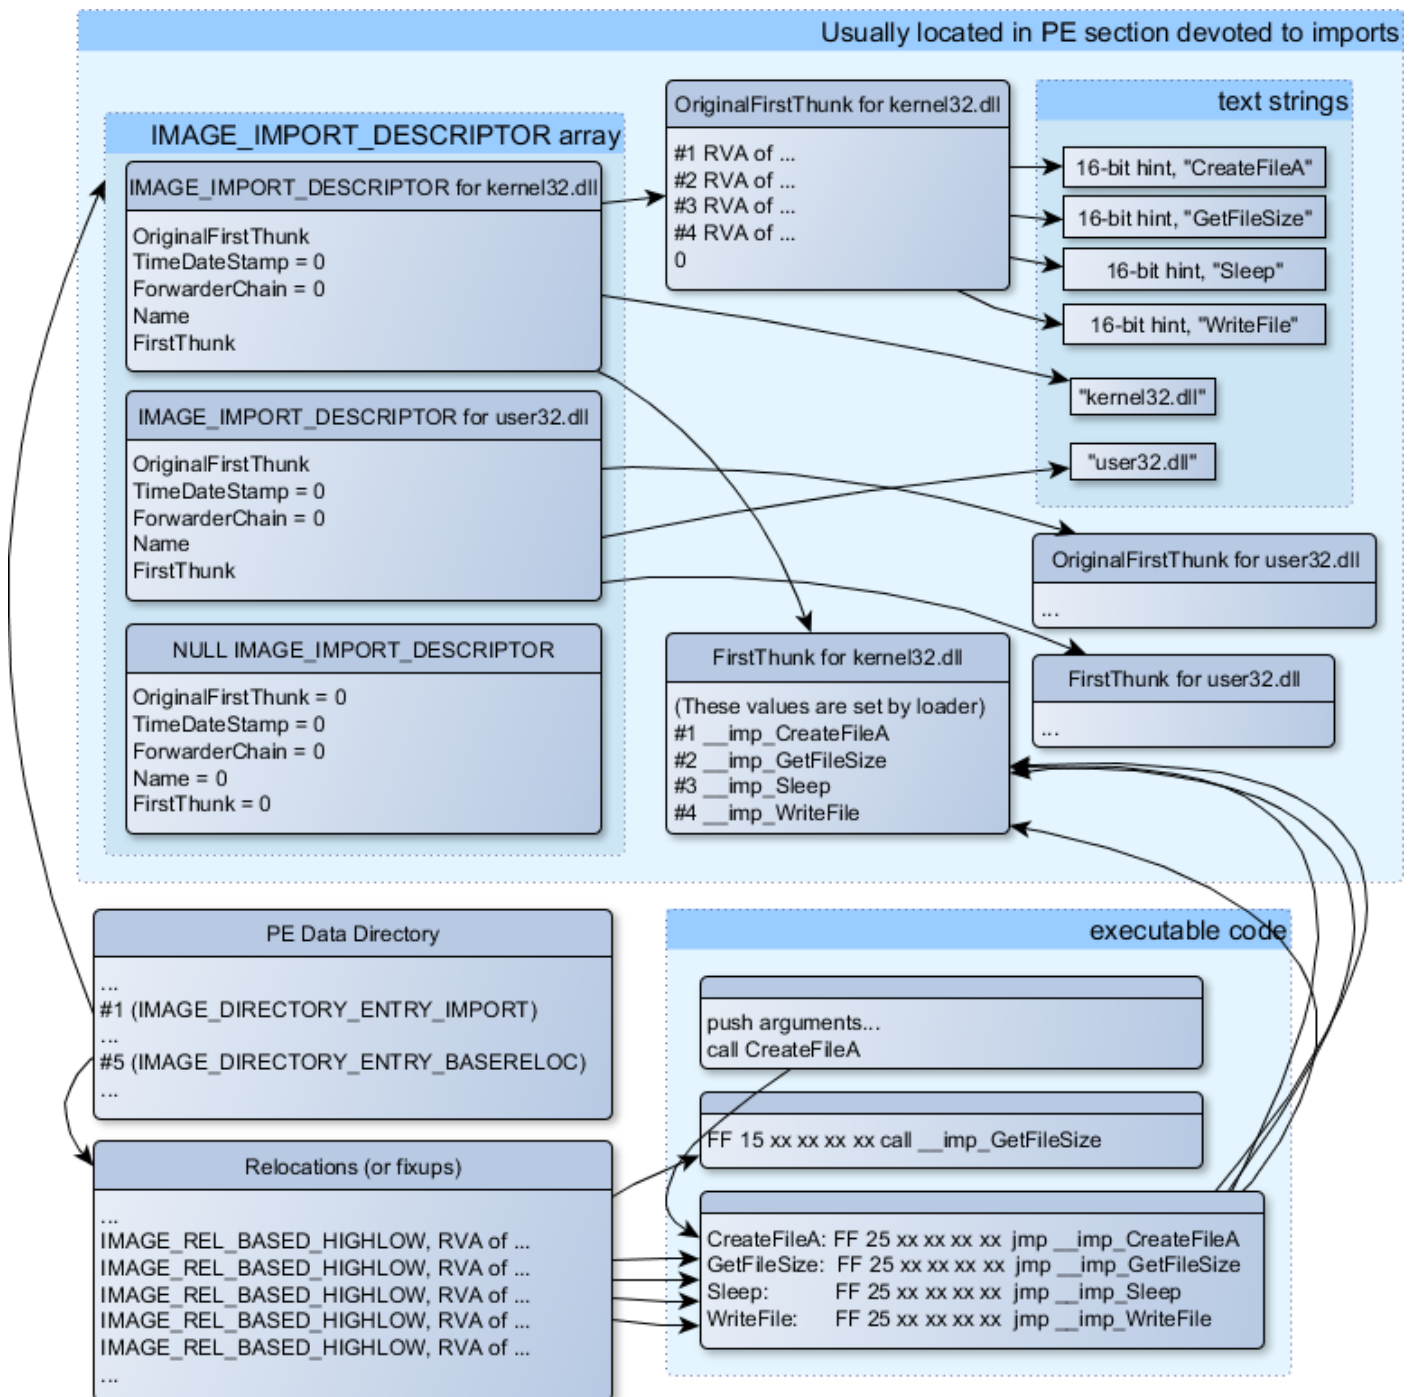 Usually located in PE section devoted to imports
IMAGE_IMPORT_DESCRIPTOR array
IMAGE_IMPORT_DESCRIPTOR for kernel32.dll
OriginalFirstThunk
TimeDateStamp = 0
ForwarderChain = 0
Name
FirstThunk
IMAGE_IMPORT_DESCRIPTOR for user32.dll
OriginalFirstThunk
TimeDateStamp = 0
ForwarderChain = 0
Name
FirstThunk
NULL IMAGE_IMPORT_DESCRIPTOR
OriginalFirstThunk = 0
TimeDateStamp = 0
ForwarderChain = 0
Name = 0
FirstThunk = 0
OriginalFirstThunk for kernel32.dll
#1 RVA of ...
#2 RVA of ...
#3 RVA of ...
#4 RVA of ...
0
text strings
16-bit hint, "CreateFileA"
16-bit hint, "GetFileSize"
16-bit hint, "Sleep"
16-bit hint, "WriteFile"
"kernel32.dll"
"user32.dll"
OriginalFirstThunk for user32.dll
...
FirstThunk for kernel32.dll
(These values are set by loader)
#1 __imp_CreateFileA
#2 __imp_GetFileSize
#3 __imp_Sleep
#4 __imp_WriteFile
FirstThunk for user32.dll
...
PE Data Directory
...
#1 (IMAGE_DIRECTORY_ENTRY_IMPORT)
...
#5 (IMAGE_DIRECTORY_ENTRY_BASERELOC)
...
Relocations (or fixups)
...
IMAGE_REL_BASED_HIGHLOW, RVA of ...
IMAGE_REL_BASED_HIGHLOW, RVA of ...
IMAGE_REL_BASED_HIGHLOW, RVA of ...
IMAGE_REL_BASED_HIGHLOW, RVA of ...
IMAGE_REL_BASED_HIGHLOW, RVA of ...
...
executable code
push arguments...
call CreateFileA
FF 15 xx xx xx xx call __imp_GetFileSize
CreateFileA: FF 25 xx xx xx xx jmp __imp_CreateFileA
GetFileSize: FF 25 xx xx xx xx jmp __imp_GetFileSize
Sleep: FF 25 xx xx xx xx jmp __imp_Sleep
WriteFile: FF 25 xx xx xx xx jmp __imp_WriteFile